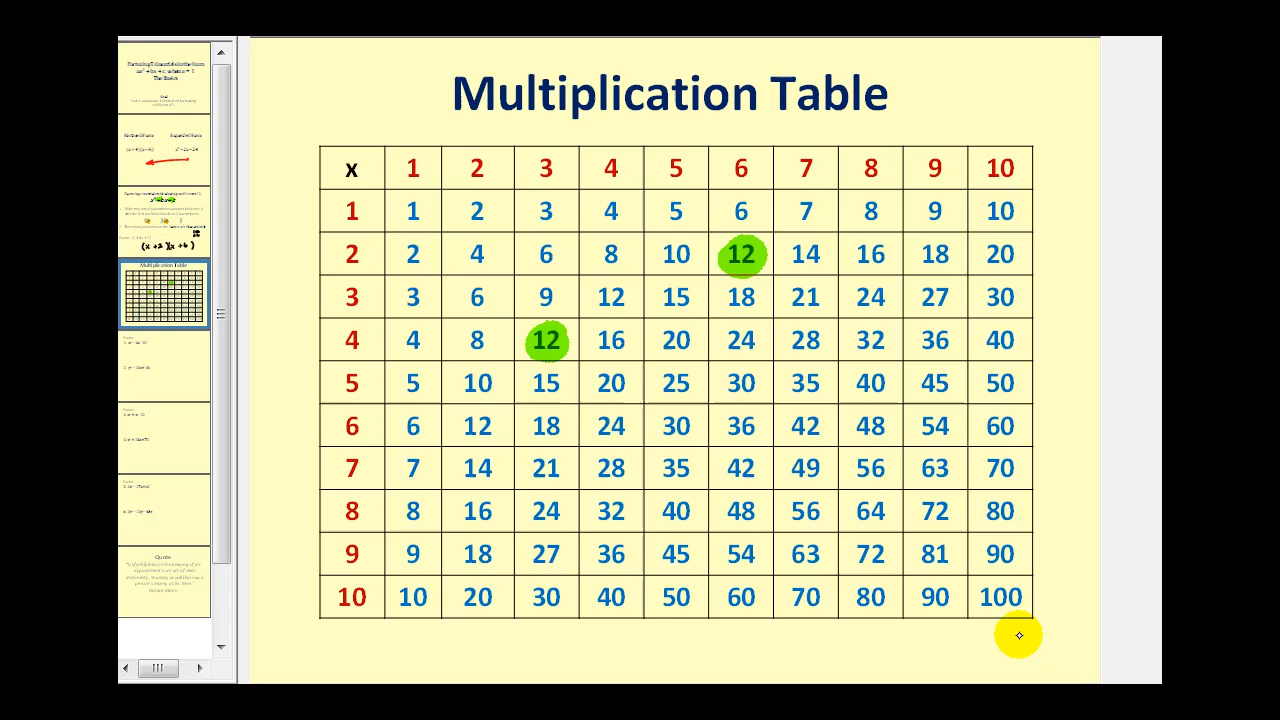 Multiplication Table
x 1 2 3 4 5 6 7 8 9 10
1 1 2 3 4 5 6 7 8 9 10
2 2 4 6 8 10 12 14 16 18 20
3 3 6 9 12 15 18 21 24 27 30
4 4 8 12 16 20 24 28 32 36 40
5 5 10 15 20 25 30 35 40 45 50
6 6 12 18 24 30 36 42 48 54 60
7 7 14 21 28 35 42 49 56 63 70
8 8 16 24 32 40 48 56 64 72 80
9 9 18 27 36 45 54 63 72 81 90
10 10 20 30 40 50 60 70 80 90 100
The Basics
(x +2)(x +6)
Multiplication Table
Quote
Horace Mann